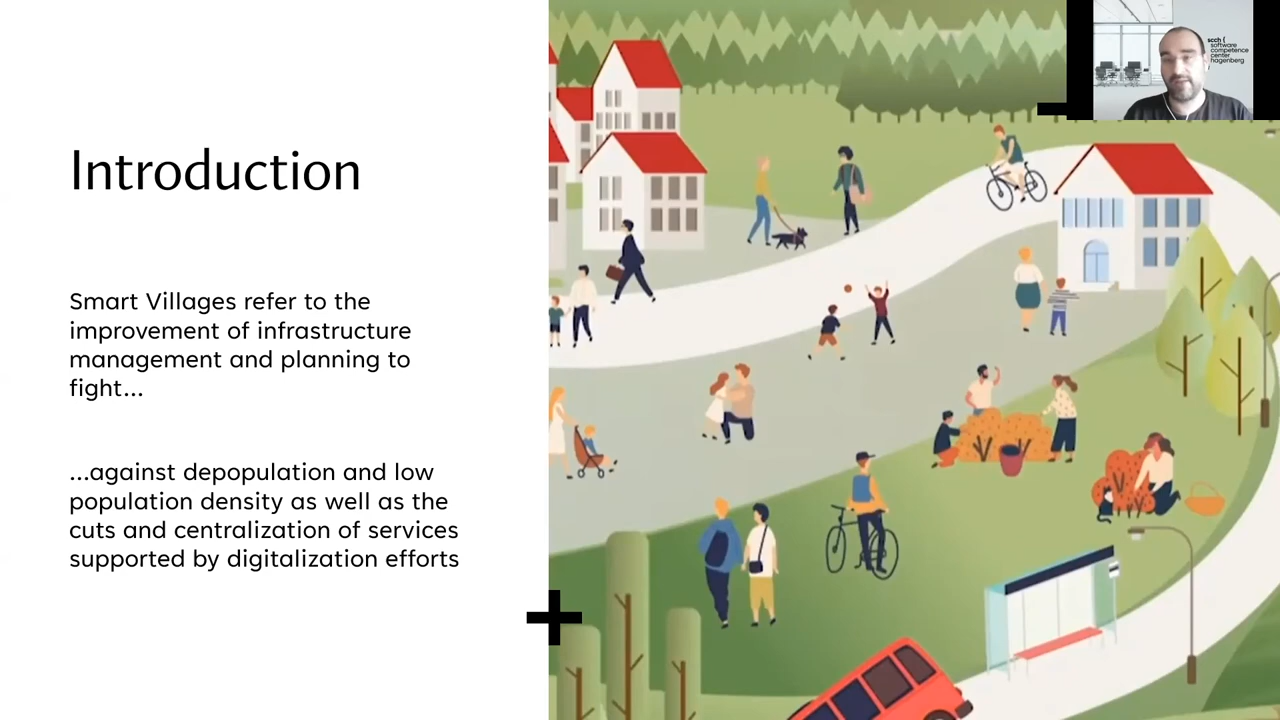 Introduction
Smart Villages refer to the
improvement of infrastructure
management and planning to
fight...
...against depopulation and low
population density as well as the
cuts and centralization of services
supported by digitalization efforts
scch {
software
competence
center
hagenberg